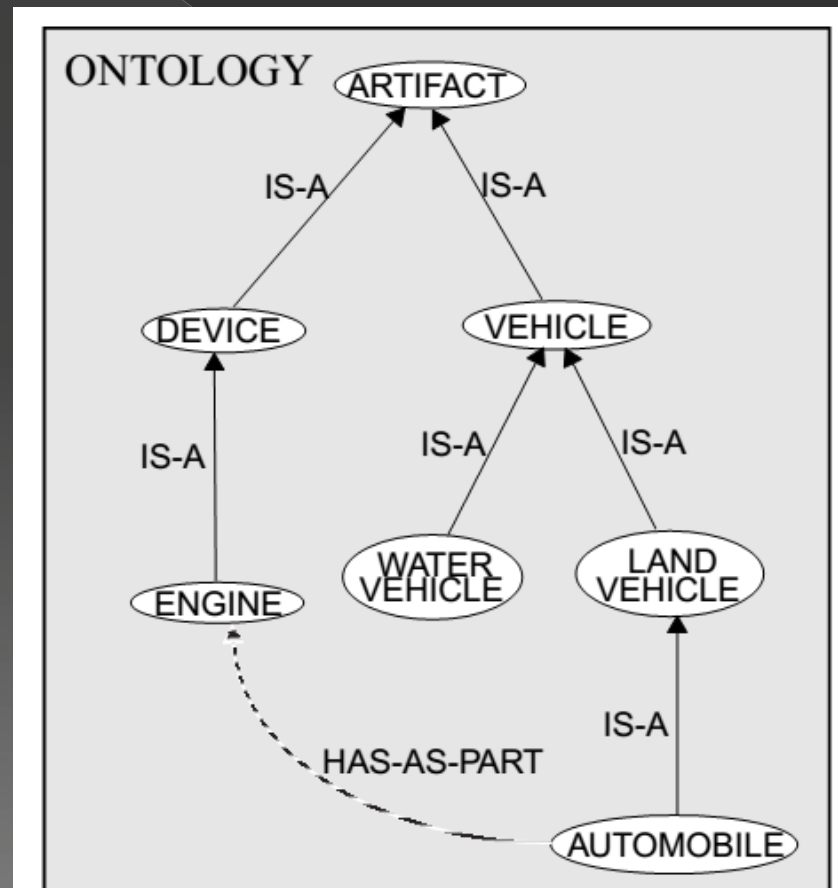 ONTOLOGY
ARTIFACT
IS-A
IS-A
DEVICE
VEHICLE
IS-A
IS-A
IS-A
WATER
VEHICLE
LAND
VEHICLE
ENGINE
IS-A
HAS-AS-PART
AUTOMOBILE